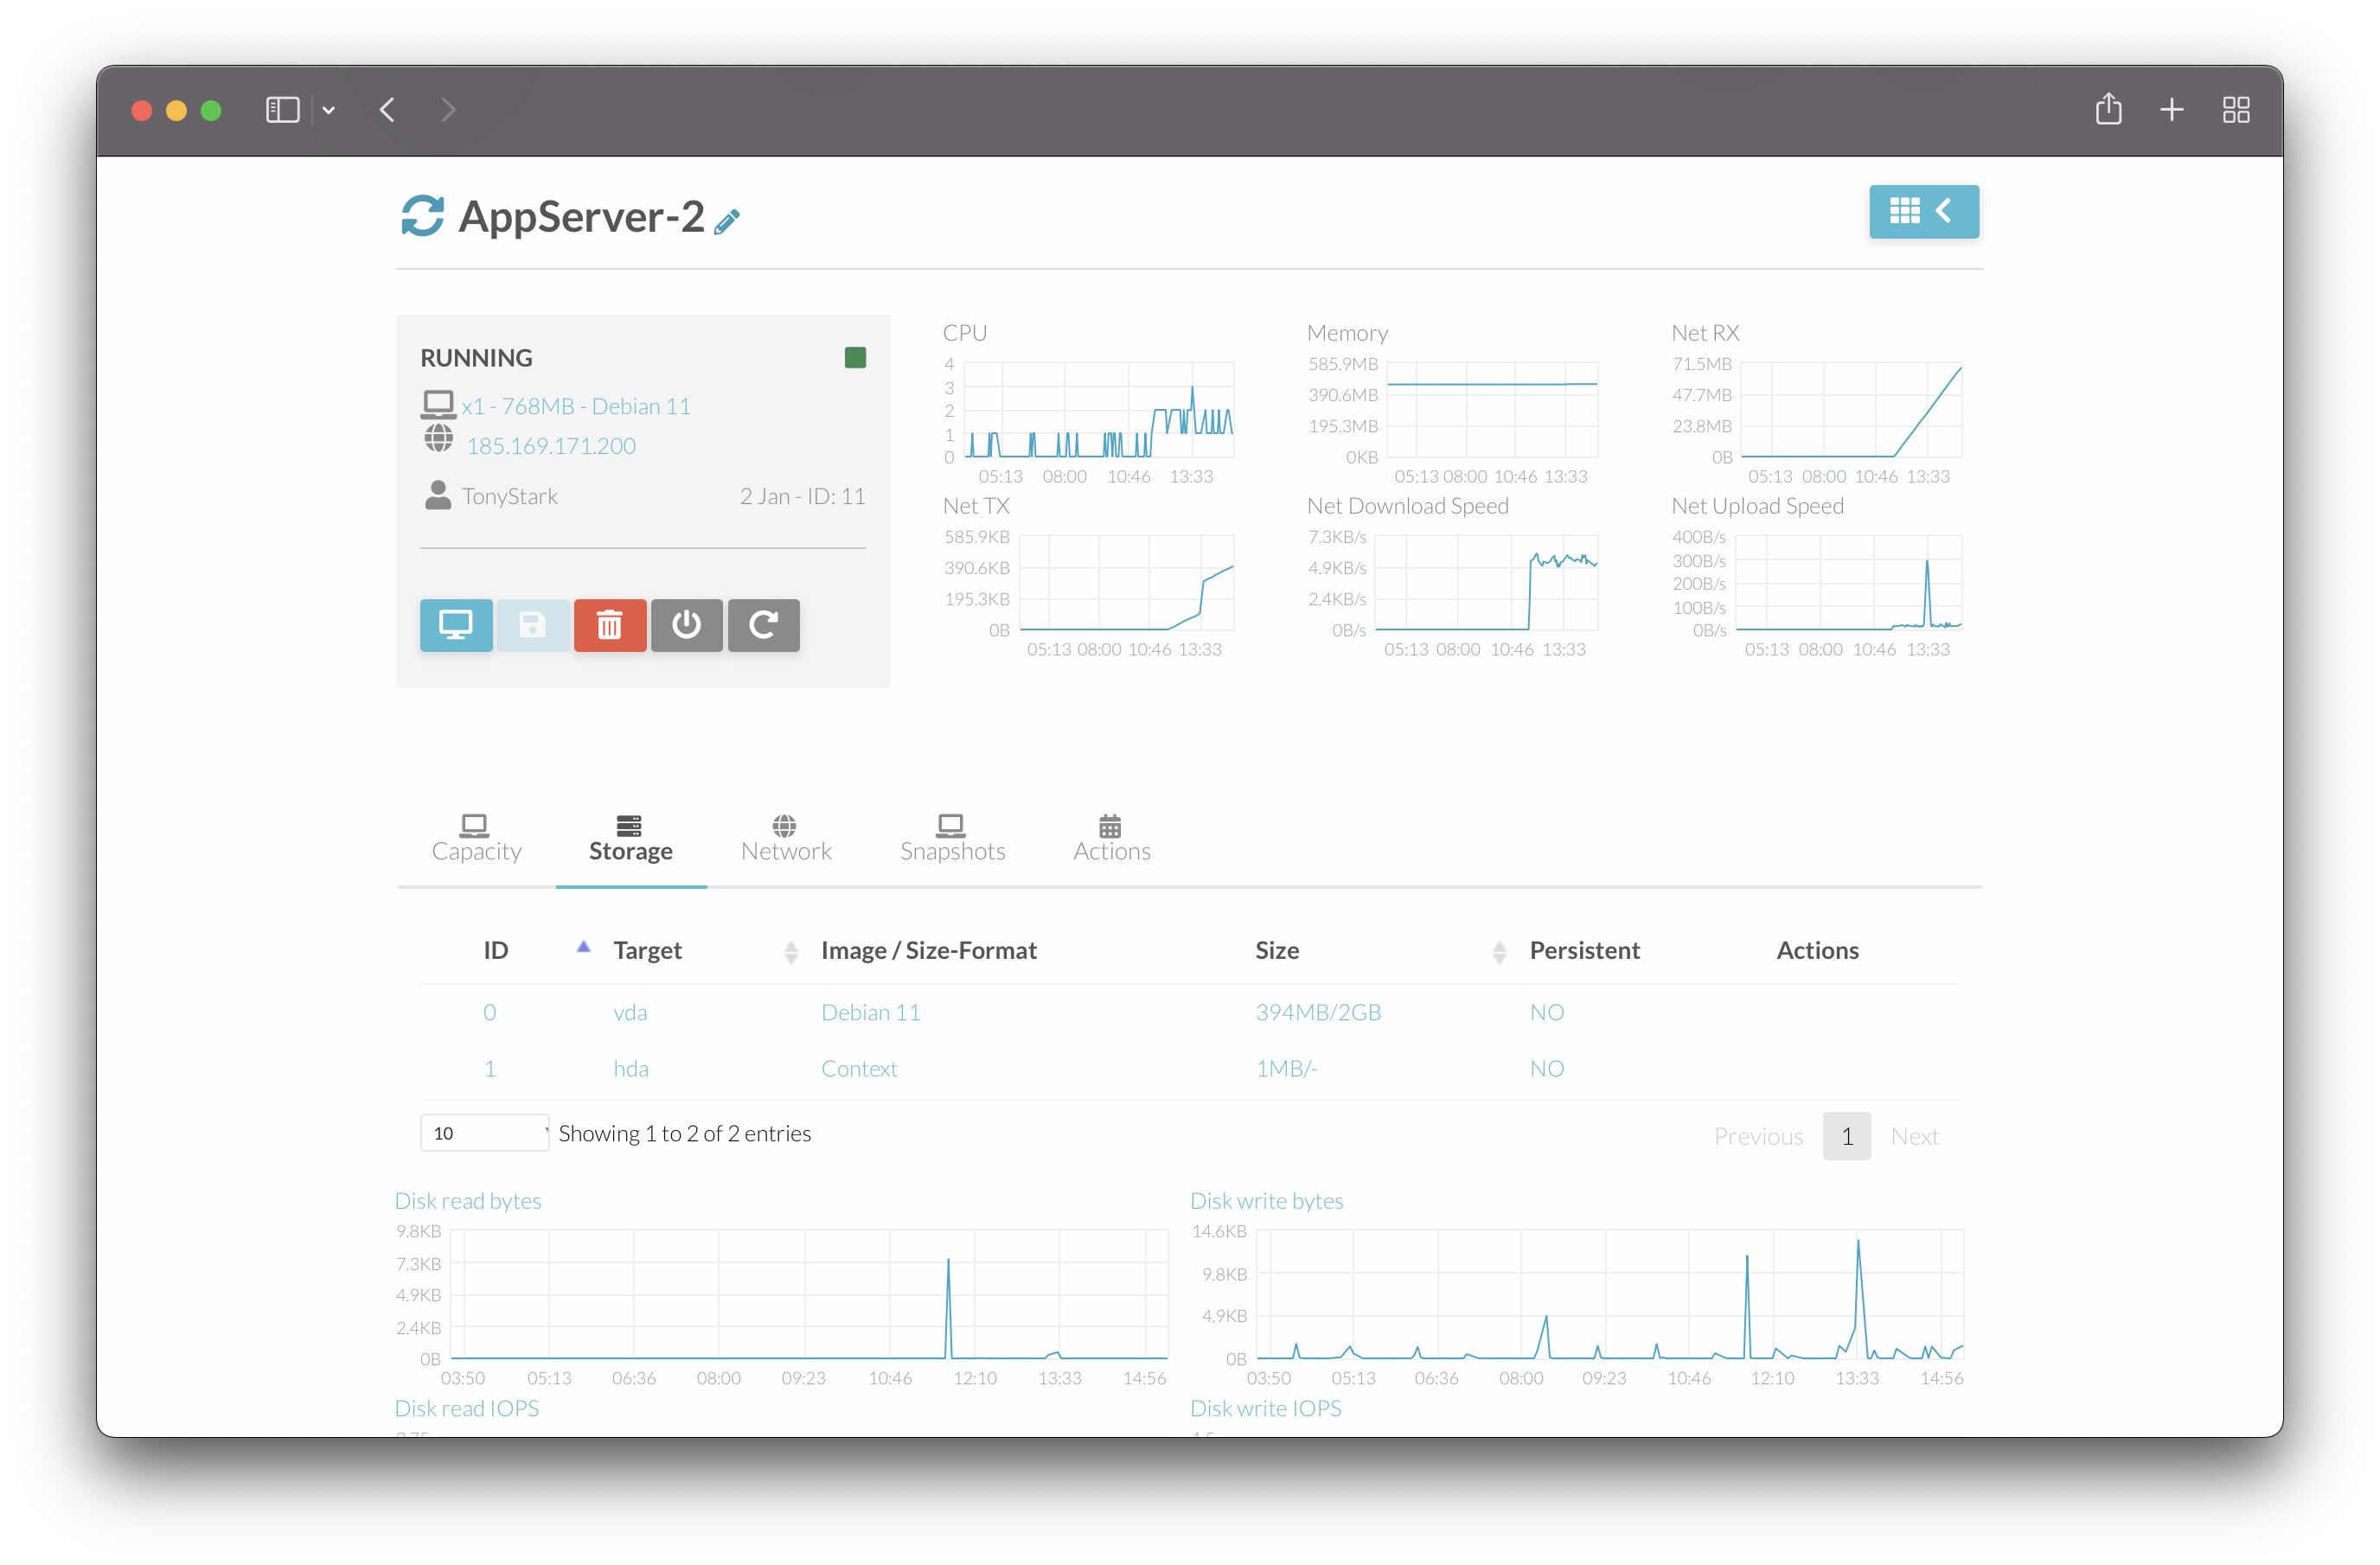 AppServer-2
RUNNING
x1 - 768MB - Debian 11
185.169.171.200
TonyStark 2 Jan - ID: 11
CPU
4
3
2
1
0
05:13 08:00 10:46 13:33
Memory
585.9MB
390.6MB
195.3MB
0KB
05:13 08:00 10:46 13:33
Net RX
71.5MB
47.7MB
23.8MB
0B
05:13 08:00 10:46 13:33
Net TX
585.9KB
390.6KB
195.3KB
0B
05:13 08:00 10:46 13:33
Net Download Speed
7.3KB/s
4.9KB/s
2.4KB/s
0B/s
05:13 08:00 10:46 13:33
Net Upload Speed
400B/s
300B/s
200B/s
100B/s
0B/s
05:13 08:00 10:46 13:33
Capacity Storage Network Snapshots Actions
ID Target Image / Size-Format Size Persistent Actions
0 vda Debian 11 394MB/2GB NO
1 hda Context 1MB/- NO
10 Showing 1 to 2 of 2 entries Previous 1 Next
Disk read bytes
9.8KB
7.3KB
4.9KB
2.4KB
0B
03:50 05:13 06:36 08:00 09:23 10:46 12:10 13:33 14:56
Disk write bytes
14.6KB
9.8KB
4.9KB
0B
03:50 05:13 06:36 08:00 09:23 10:46 12:10 13:33 14:56
Disk read IOPS
Disk write IOPS